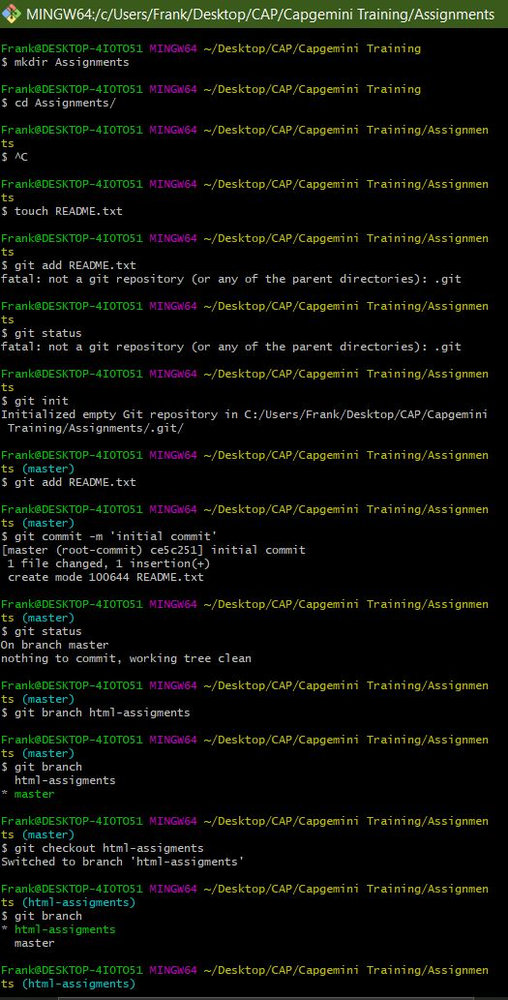 MINGW64:/c/Users/Frank/Desktop/CAP/Capgemini Training/Assignments
Frank@DESKTOP-4IOTO51 MINGW64 ~/Desktop/CAP/Capgemini Training
$ mkdir Assignments
Frank@DESKTOP-4IOTO51 MINGW64 ~/Desktop/CAP/Capgemini Training
$ cd Assignments/
Frank@DESKTOP-4IOTO51 MINGW64 ~/Desktop/CAP/Capgemini Training/Assignmen
ts
$ ^C
Frank@DESKTOP-4IOTO51 MINGW64 ~/Desktop/CAP/Capgemini Training/Assignmen
ts
$ touch README.txt
Frank@DESKTOP-4IOTO51 MINGW64 ~/Desktop/CAP/Capgemini Training/Assignmen
ts
$ git add README.txt
fatal: not a git repository (or any of the parent directories): .git
Frank@DESKTOP-4IOTO51 MINGW64 ~/Desktop/CAP/Capgemini Training/Assignmen
ts
$ git status
fatal: not a git repository (or any of the parent directories): .git
Frank@DESKTOP-4IOTO51 MINGW64 ~/Desktop/CAP/Capgemini Training/Assignmen
ts
$ git init
Initialized empty Git repository in C:/Users/Frank/Desktop/CAP/Capgemini
 Training/Assignments/.git/
Frank@DESKTOP-4IOTO51 MINGW64 ~/Desktop/CAP/Capgemini Training/Assignmen
ts (master)
$ git add README.txt
Frank@DESKTOP-4IOTO51 MINGW64 ~/Desktop/CAP/Capgemini Training/Assignmen
ts (master)
$ git commit -m 'initial commit'
[master (root-commit) ce5c251] initial commit
 1 file changed, 1 insertion(+)
 create mode 100644 README.txt
Frank@DESKTOP-4IOTO51 MINGW64 ~/Desktop/CAP/Capgemini Training/Assignmen
ts (master)
$ git status
On branch master
nothing to commit, working tree clean
Frank@DESKTOP-4IOTO51 MINGW64 ~/Desktop/CAP/Capgemini Training/Assignmen
ts (master)
$ git branch html-assigments
Frank@DESKTOP-4IOTO51 MINGW64 ~/Desktop/CAP/Capgemini Training/Assignmen
ts (master)
$ git branch
  html-assigments
* master
Frank@DESKTOP-4IOTO51 MINGW64 ~/Desktop/CAP/Capgemini Training/Assignmen
ts (master)
$ git checkout html-assigments
Switched to branch 'html-assigments'
Frank@DESKTOP-4IOTO51 MINGW64 ~/Desktop/CAP/Capgemini Training/Assignmen
ts (html-assigments)
$ git branch
* html-assigments
  master
Frank@DESKTOP-4IOTO51 MINGW64 ~/Desktop/CAP/Capgemini Training/Assignmen
ts (html-assigments)